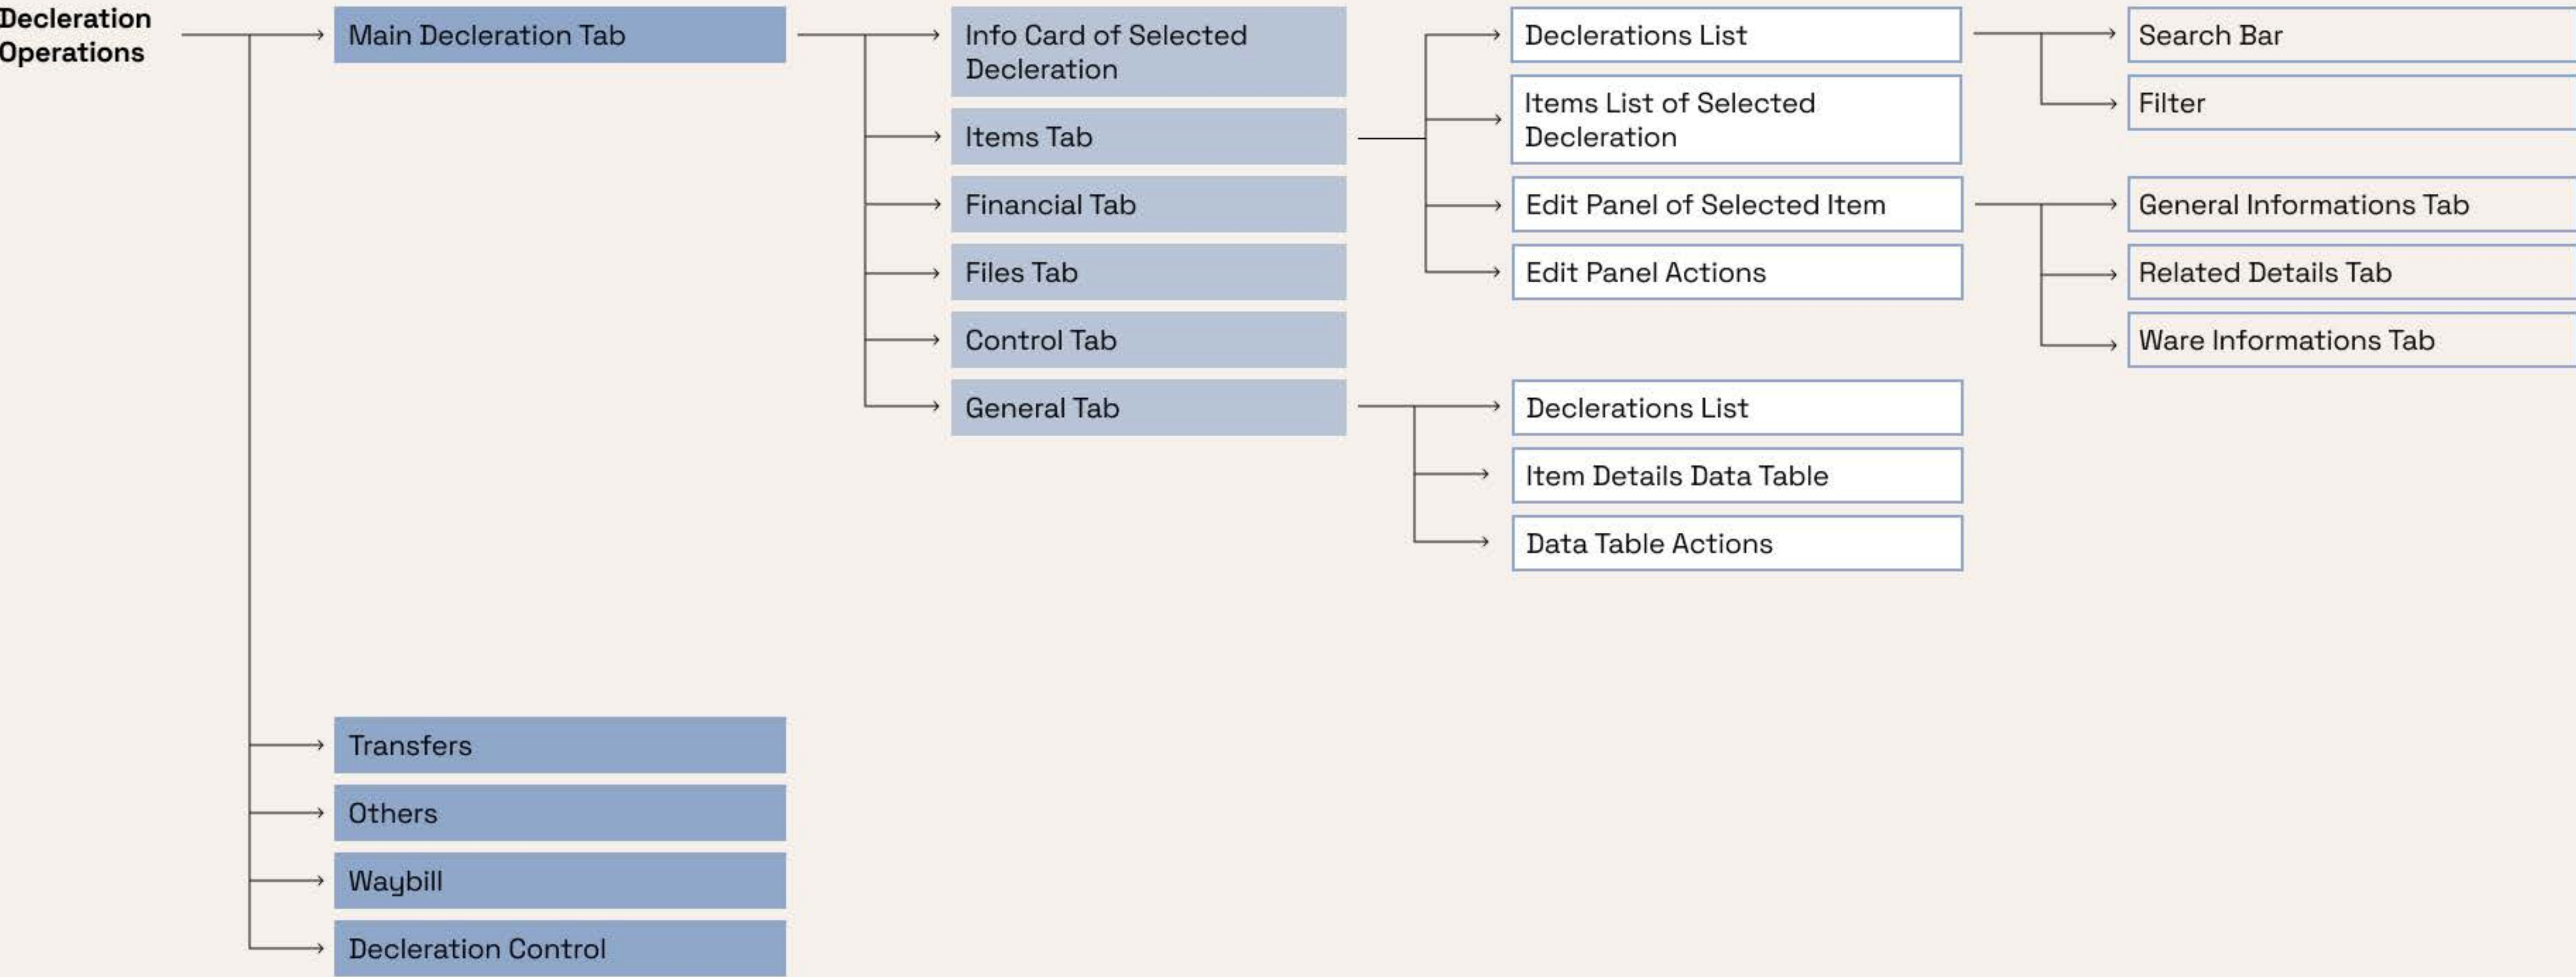 Decleration
Operations
Main Decleration Tab
Info Card of Selected
Decleration
Items Tab
Financial Tab
Files Tab
Control Tab
General Tab
Declerations List
Items List of Selected
Decleration
Edit Panel of Selected Item
Edit Panel Actions
Search Bar
Filter
General Informations Tab
Related Details Tab
Ware Informations Tab
Declerations List
Item Details Data Table
Data Table Actions
Transfers
Others
Waybill
Decleration Control